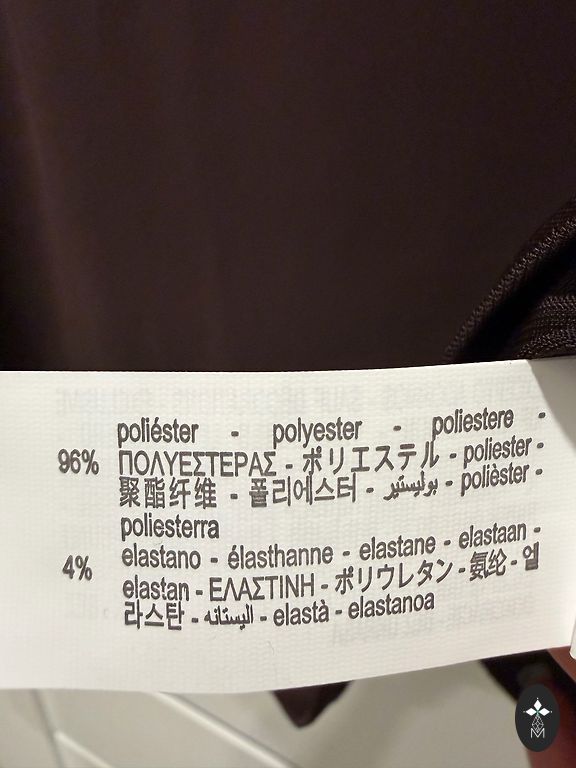 poliéster - polyester - poliestere -
96% ΠΟΛΥΕΣΤΕΡΑΣ - ポリエステル - poliester -
聚酯纤维 - 폴리에스터 - بوليستير - polièster -
poliesterra
4% elastano - élasthanne - elastane - elastaan -
elastan - ΕΛΑΣΤΙΝΗ - ポリウレタン - 氨纶 - 엘
라스탄 - اليستانه - elastà - elastanoa
M